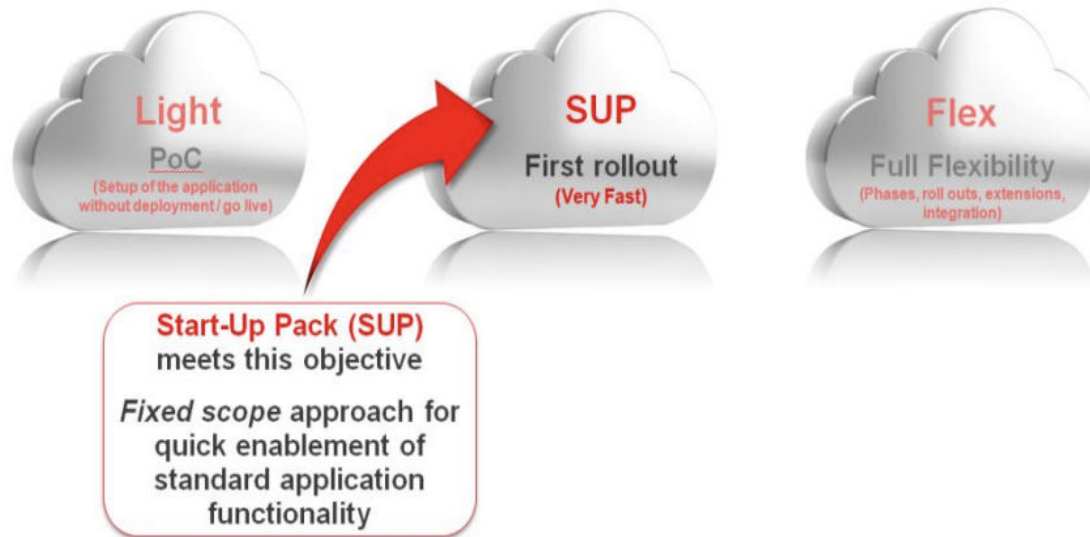 Light
PoC
(Setup of the application
without deployment / go live)
SUP
First rollout
(Very Fast)
Flex
Full Flexibility
(Phases, roll outs, extensions,
integration)
Start-Up Pack (SUP)
meets this objective
Fixed scope approach for
quick enablement of
standard application
functionality